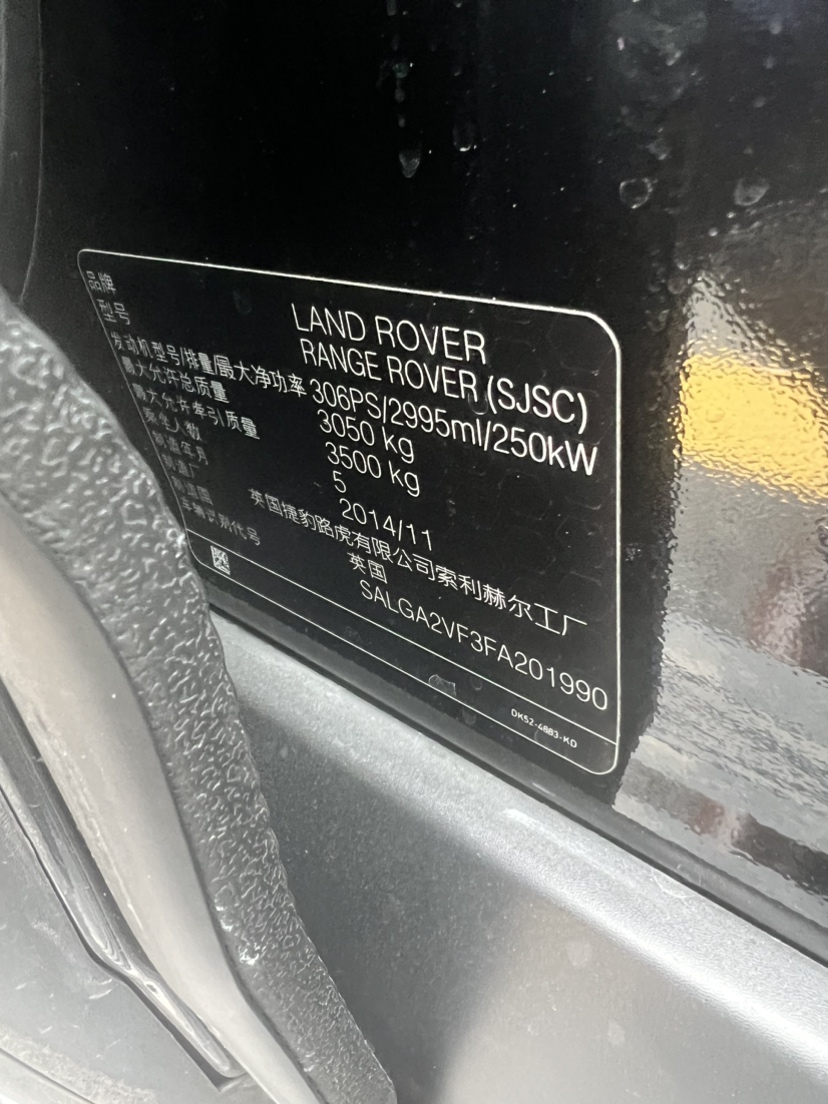 品牌 LAND ROVER
型号 RANGE ROVER (SJSC)
发动机型号/排量/最大净功率 306PS/2995ml/250kW
最大允许总质量 3050 kg
最大允许牵引质量 3500 kg
乘坐人数 5
制造年月 2014/11
制造厂 英国捷豹路虎有限公司索利赫尔工厂
制造国 英国
车辆识别代号 SALGA2VF3FA201990
DK52-4883-KD